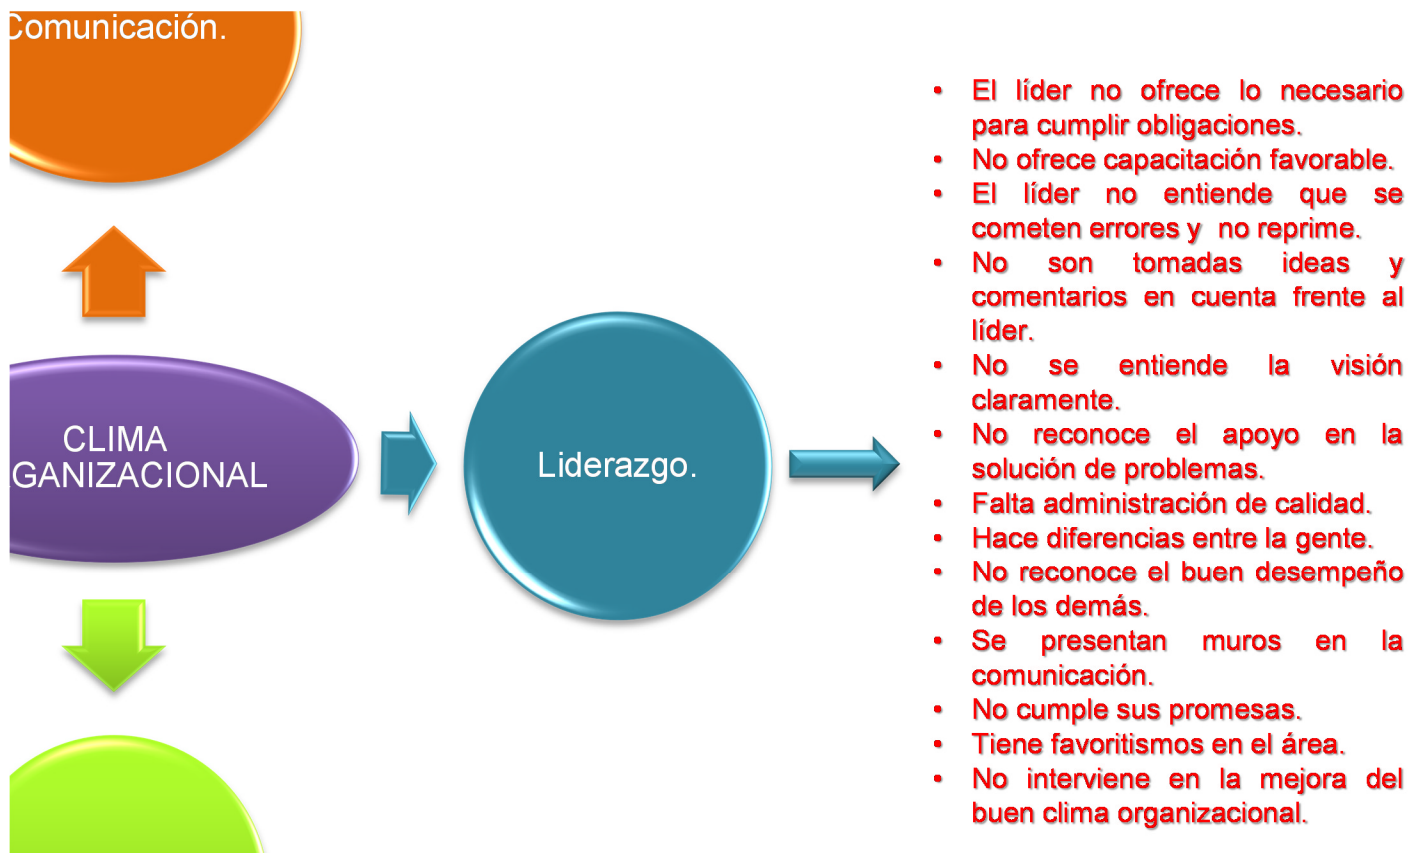 Comunicación.
CLIMA
GANIZACIONAL
Liderazgo.
• El líder no ofrece lo necesario
para cumplir obligaciones.
• No ofrece capacitación favorable.
• El líder no entiende que se
cometen errores y no reprime.
• No son tomadas ideas y
comentarios en cuenta frente al
líder.
• No se entiende la visión
claramente.
• No reconoce el apoyo en la
solución de problemas.
• Falta administración de calidad.
• Hace diferencias entre la gente.
• No reconoce el buen desempeño
de los demás.
• Se presentan muros en la
comunicación.
• No cumple sus promesas.
• Tiene favoritismos en el área.
• No interviene en la mejora del
buen clima organizacional.